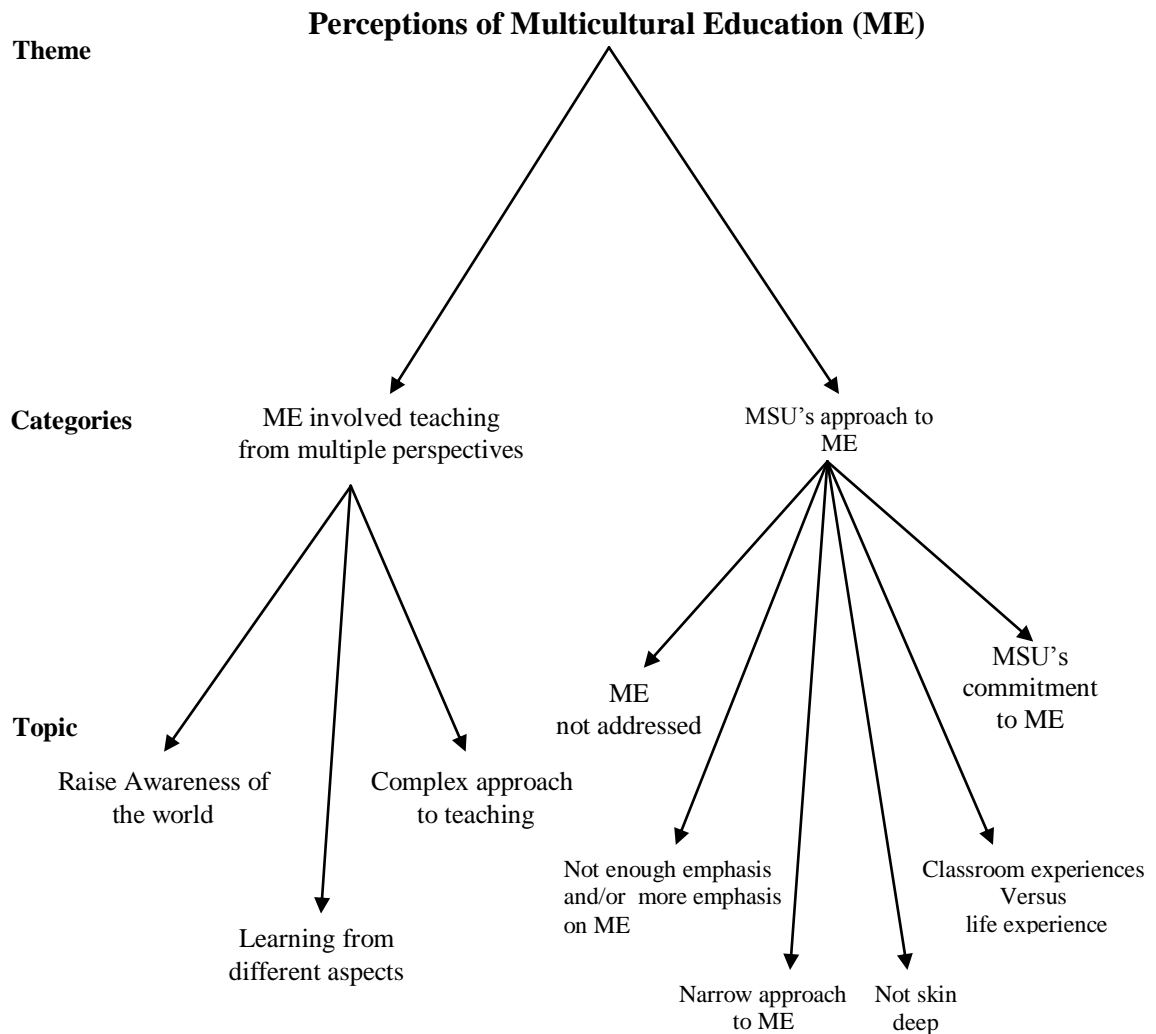 Perceptions of Multicultural Education (ME)
Theme
Categories
ME involved teaching
from multiple perspectives
MSU’s approach to
ME
Topic
Raise Awareness of
the world
Learning from
different aspects
Complex approach
to teaching
ME
not addressed
Not enough emphasis
and/or  more emphasis
on ME
Narrow approach
to ME
Not skin
deep
Classroom experiences
Versus
life experience
MSU’s
commitment
to ME